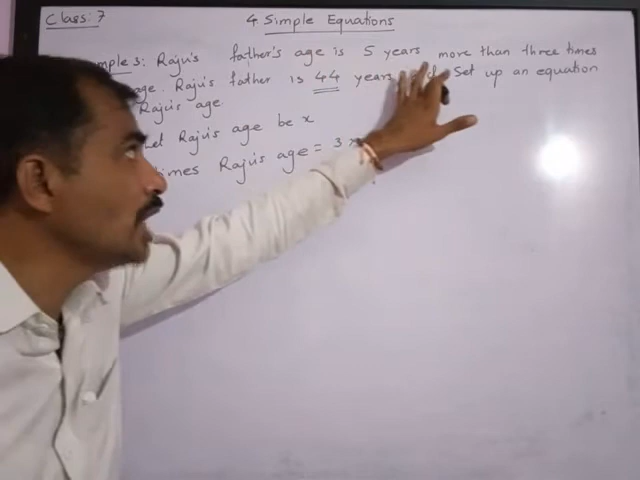 Class: 7
4 Simple Equations
mple 3: Raju's father's age is 5 years more than three times
age. Raju's father is 44 years Set up an equation
Raju's age
Let Raju's age be x
times Raju's age = 3x